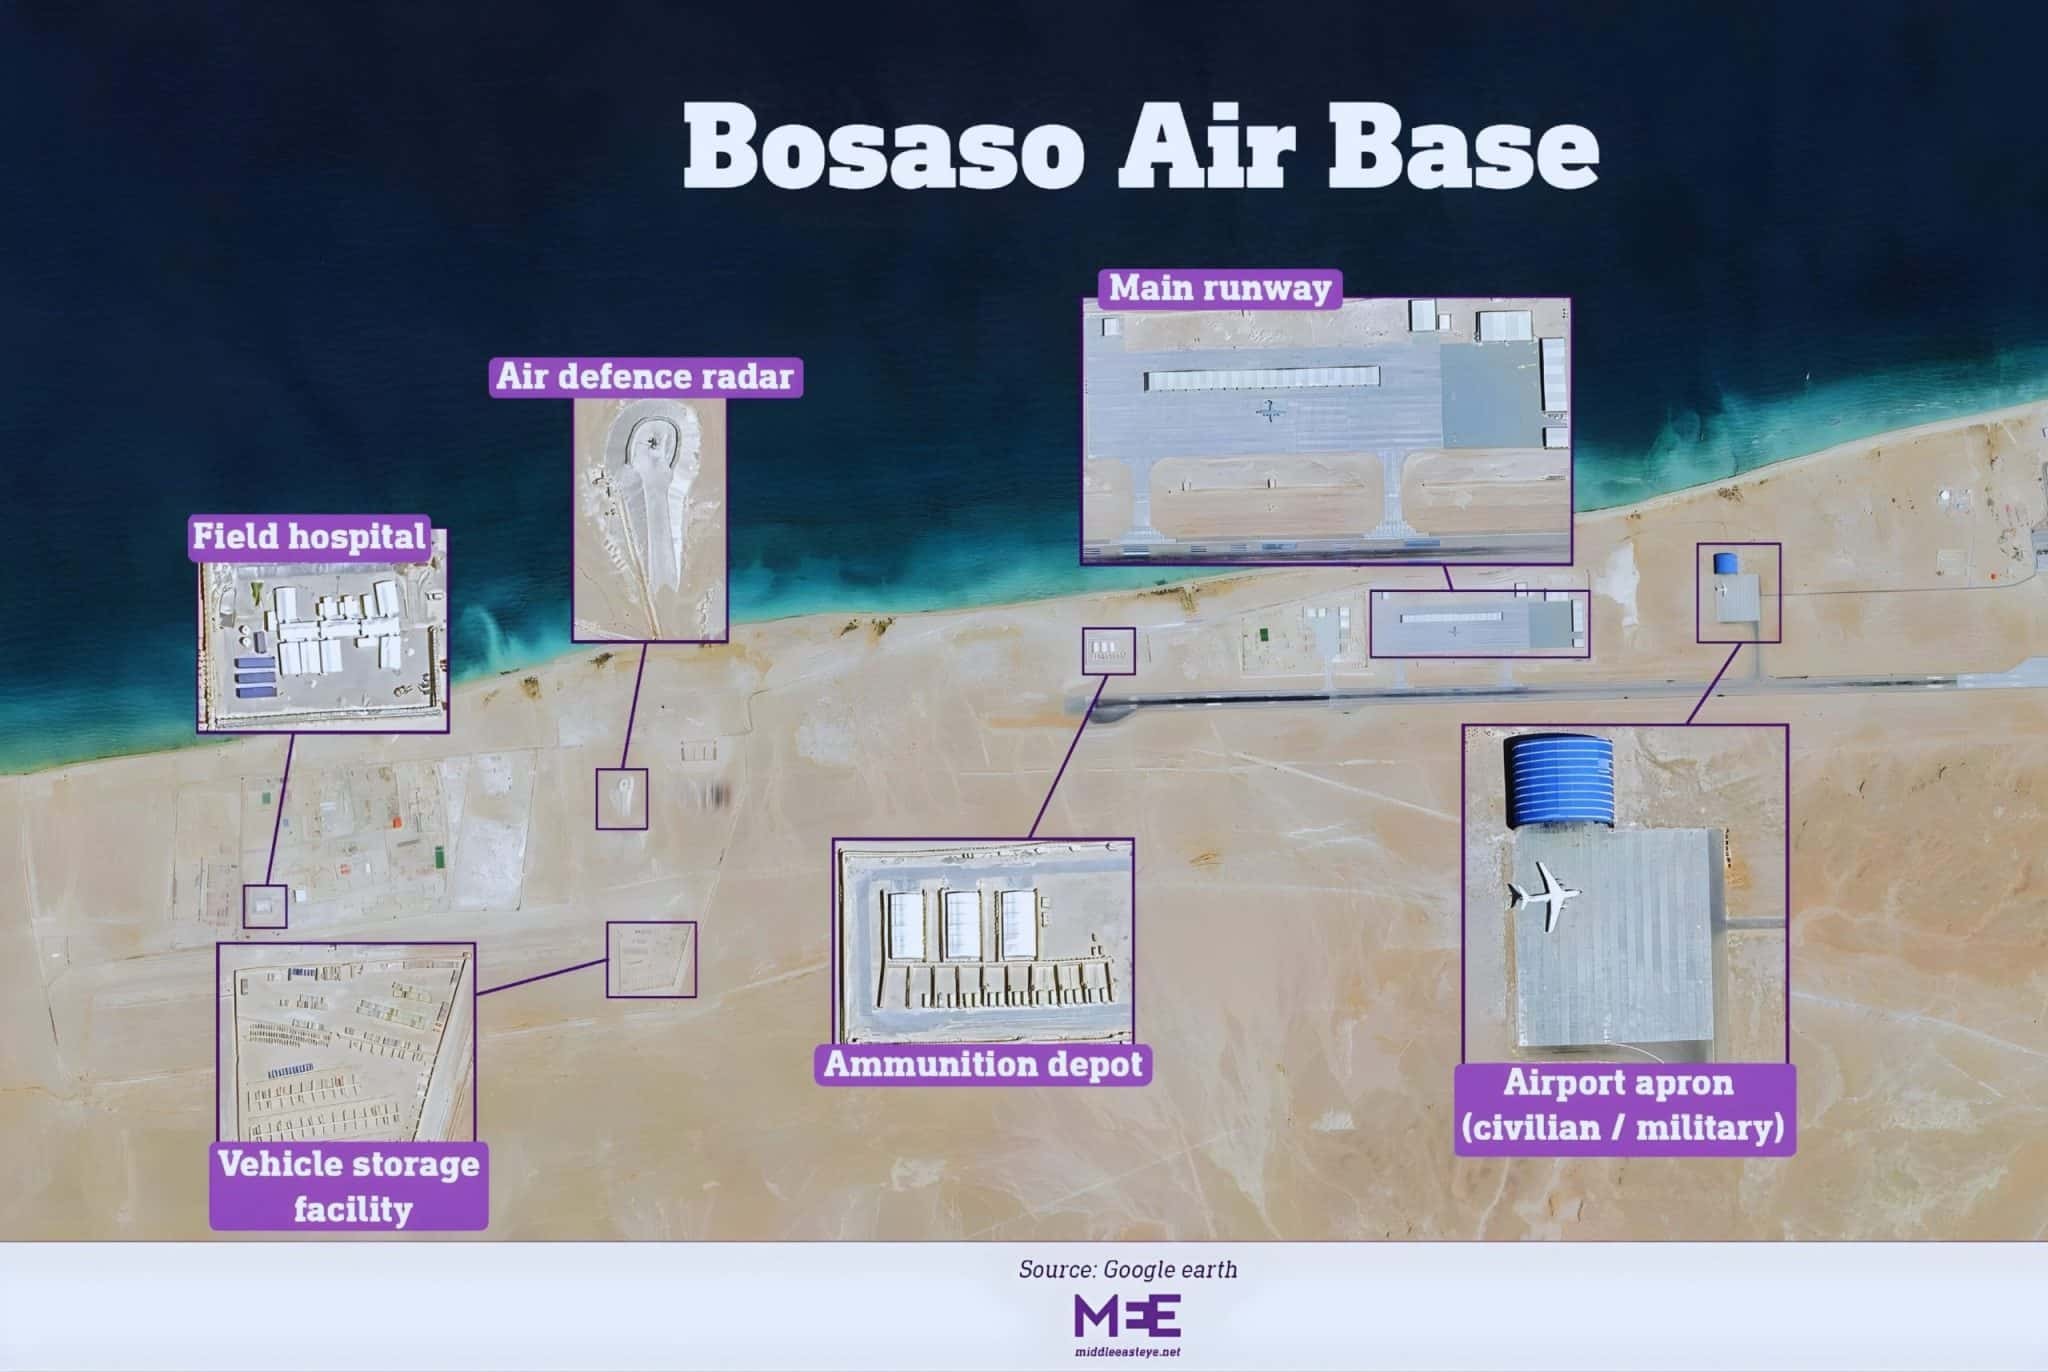 Bosaso Air Base
Main runway
Air defence radar
Field hospital
Ammunition depot
Airport apron
(civilian / military)
Vehicle storage
facility
Source: Google earth
MEE
middleeasteye.net